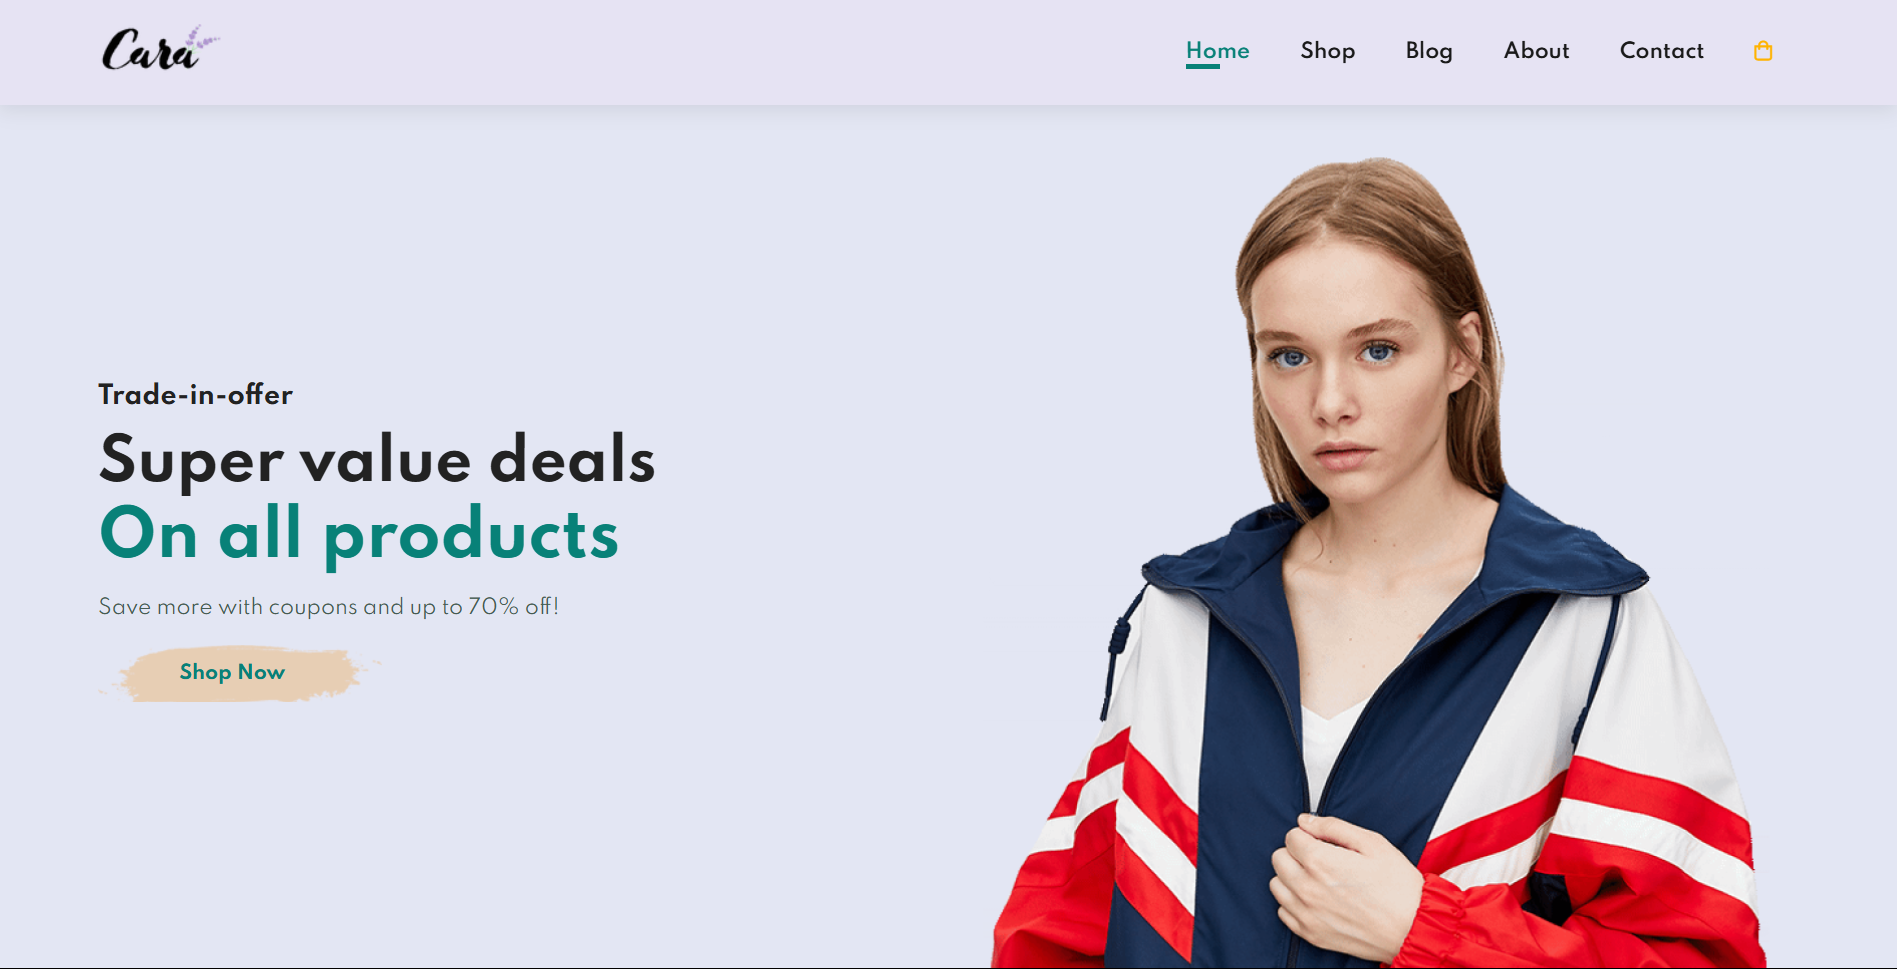 Cara
Home Shop Blog About Contact
Trade-in-offer
Super value deals
On all products
Save more with coupons and up to 70% off!
Shop Now